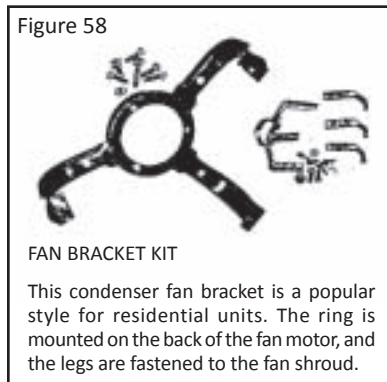 Figure 58
FAN BRACKET KIT
This condenser fan bracket is a popular
style for residential units. The ring is
mounted on the back of the fan motor, and
the legs are fastened to the fan shroud.